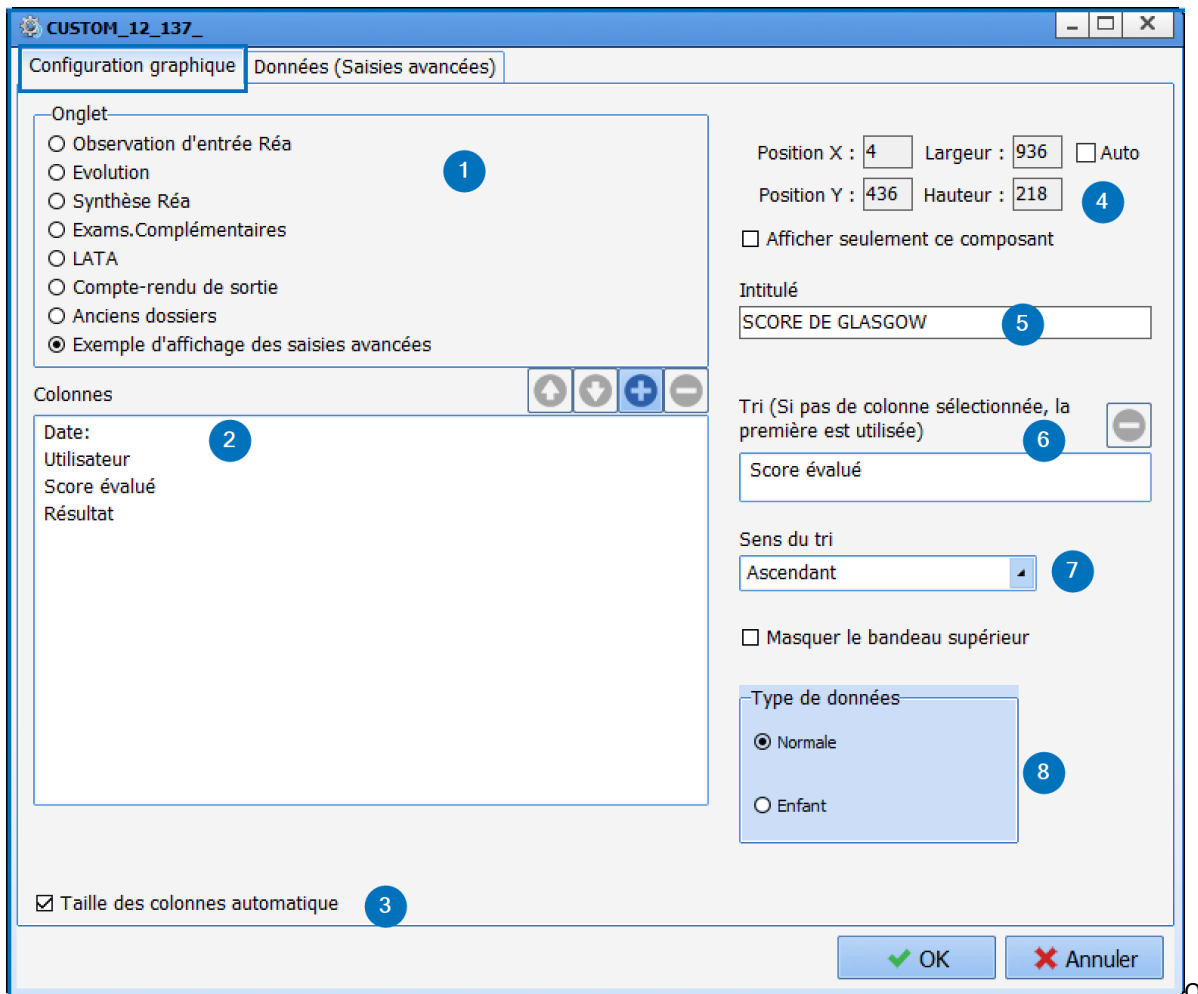 CUSTOM_12_137_
Configuration graphique
Données (Saisies avancées)
Onglet
Observation d'entrée Réa
Evolution
Synthèse Réa
Exams.Complémentaires
LATA
Compte-rendu de sortie
Anciens dossiers
Exemple d'affichage des saisies avancées
1
Colonnes
Date:
Utilisateur
Score évalué
Résultat
2
Taille des colonnes automatique
3
Position X : 4 Largeur : 936 Auto
Position Y : 436 Hauteur : 218
4
Afficher seulement ce composant
Intitulé
SCORE DE GLASGOW
5
Tri (Si pas de colonne sélectionnée, la
première est utilisée)
6
Score évalué
Sens du tri
Ascendant
7
Masquer le bandeau supérieur
Type de données
Normale
Enfant
8
OK
Annuler